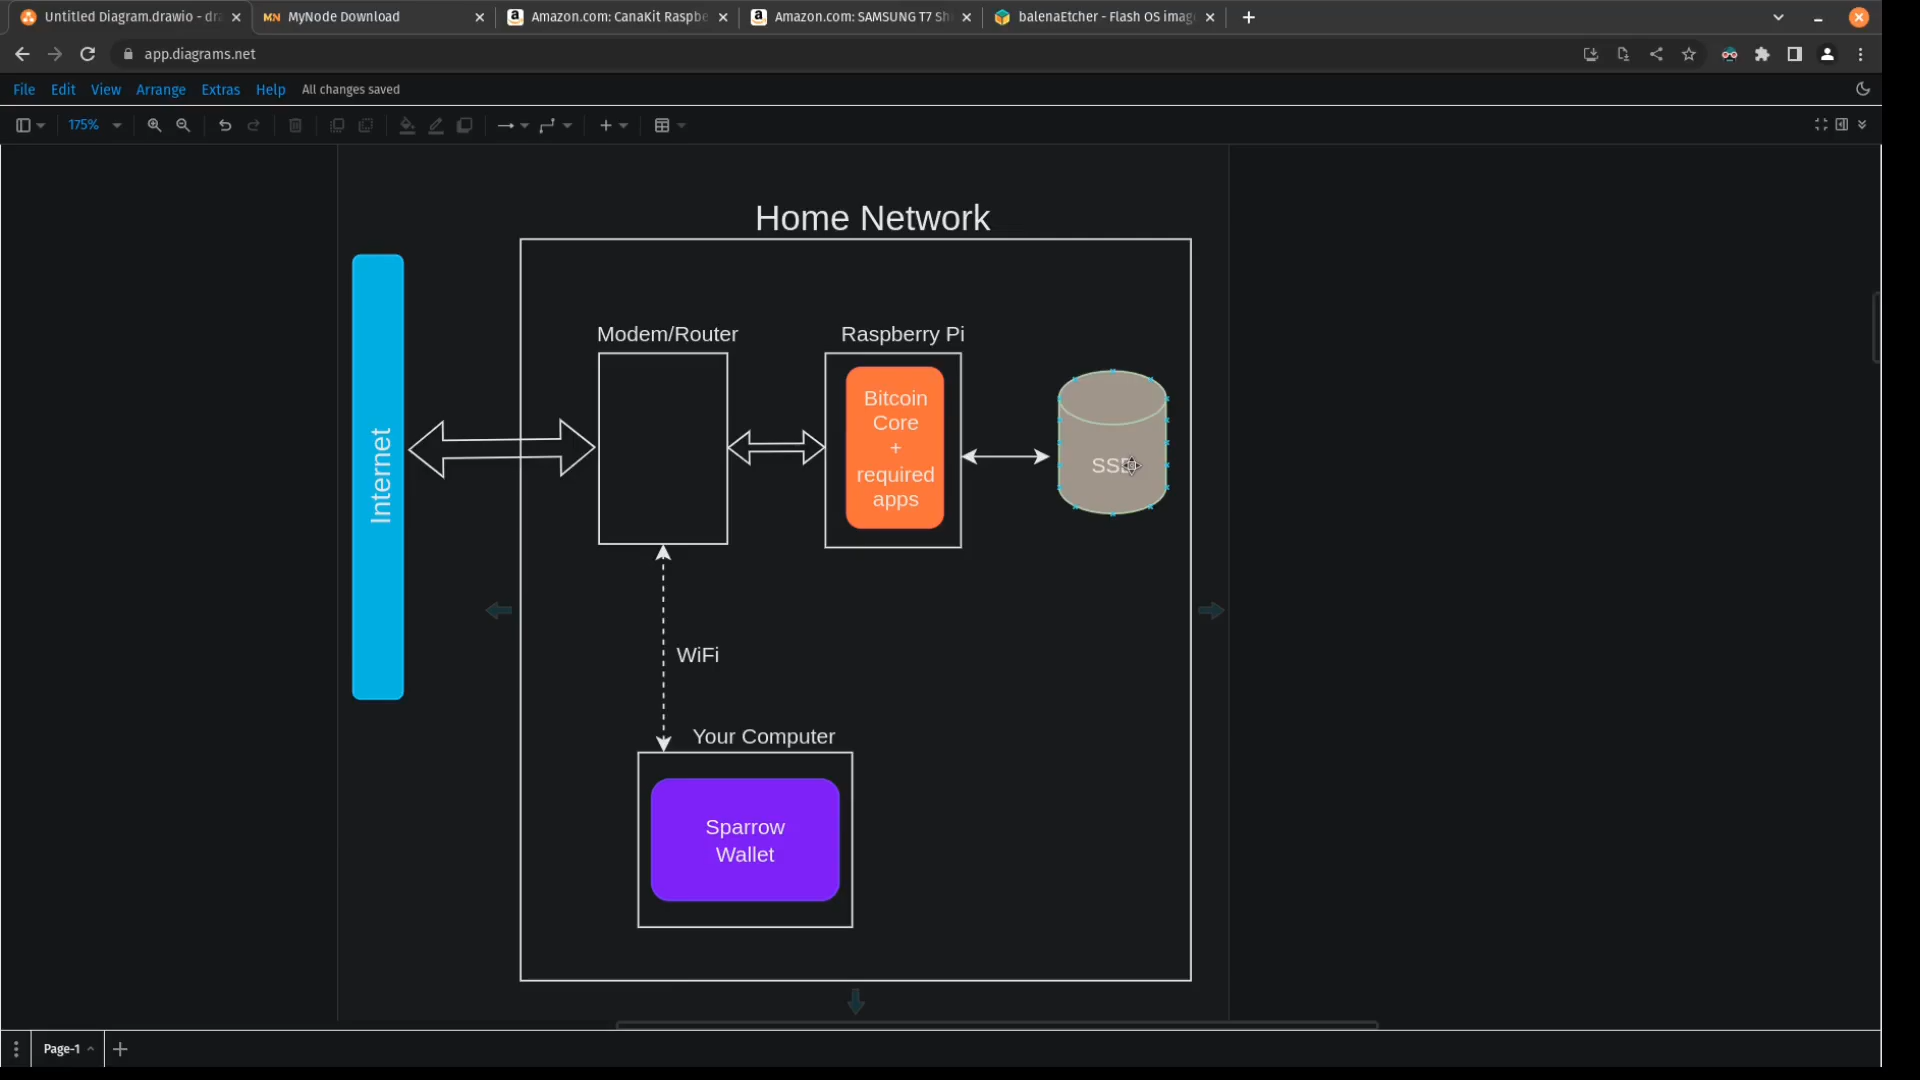 Untitled Diagram.drawio - dra
MyNode Download
Amazon.com: CanaKit Raspbe
Amazon.com: SAMSUNG T7 Sh
balenaEtcher - Flash OS imag
app.diagrams.net
File Edit View Arrange Extras Help All changes saved
175%
Home Network
Modem/Router
Raspberry Pi
Bitcoin
Core
+
required
apps
SSD
Internet
WiFi
Your Computer
Sparrow
Wallet
Page-1